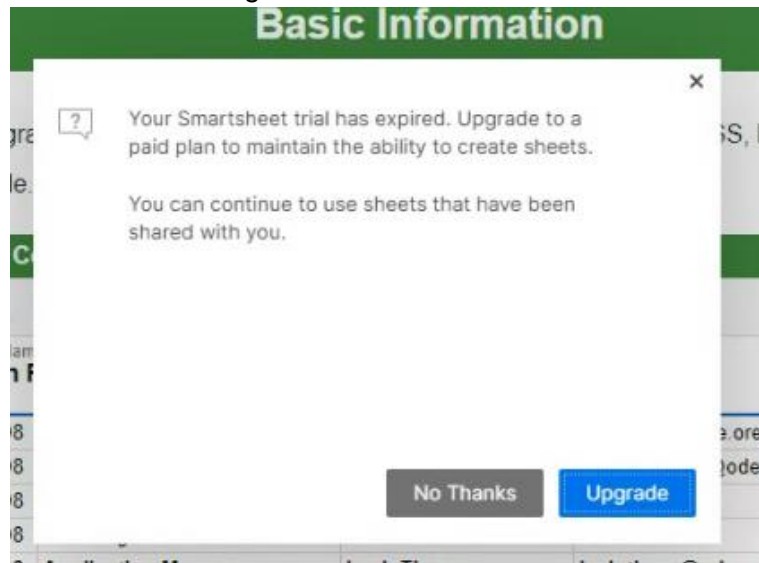 Basic Information
×
?
Your Smartsheet trial has expired. Upgrade to a
paid plan to maintain the ability to create sheets.
You can continue to use sheets that have been
shared with you.
No Thanks
Upgrade